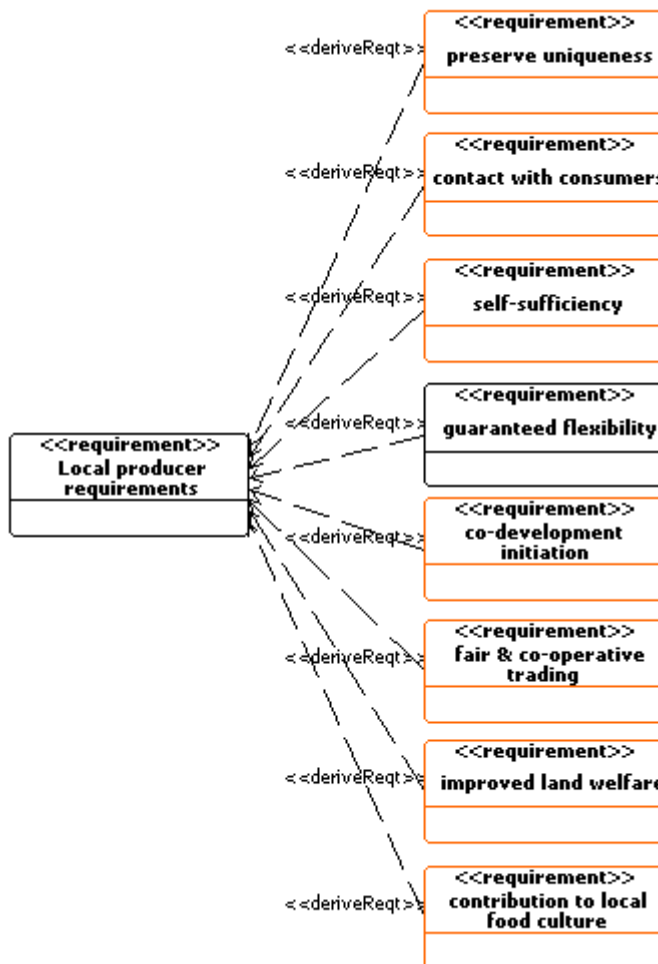 <<requirement>>
preserve uniqueness
<<deriveReqt>>
<<requirement>>
contact with consumers
<<deriveReqt>>
<<requirement>>
self-sufficiency
<<deriveReqt>>
<<requirement>>
guaranteed flexibility
<<deriveReqt>>
<<requirement>>
Local producer
requirements
<<requirement>>
co-development
initiation
<<deriveReqt>>
<<requirement>>
fair & co-operative
trading
<<deriveReqt>>
<<requirement>>
improved land welfare
<<deriveReqt>>
<<requirement>>
contribution to local
food culture
<<deriveReqt>>